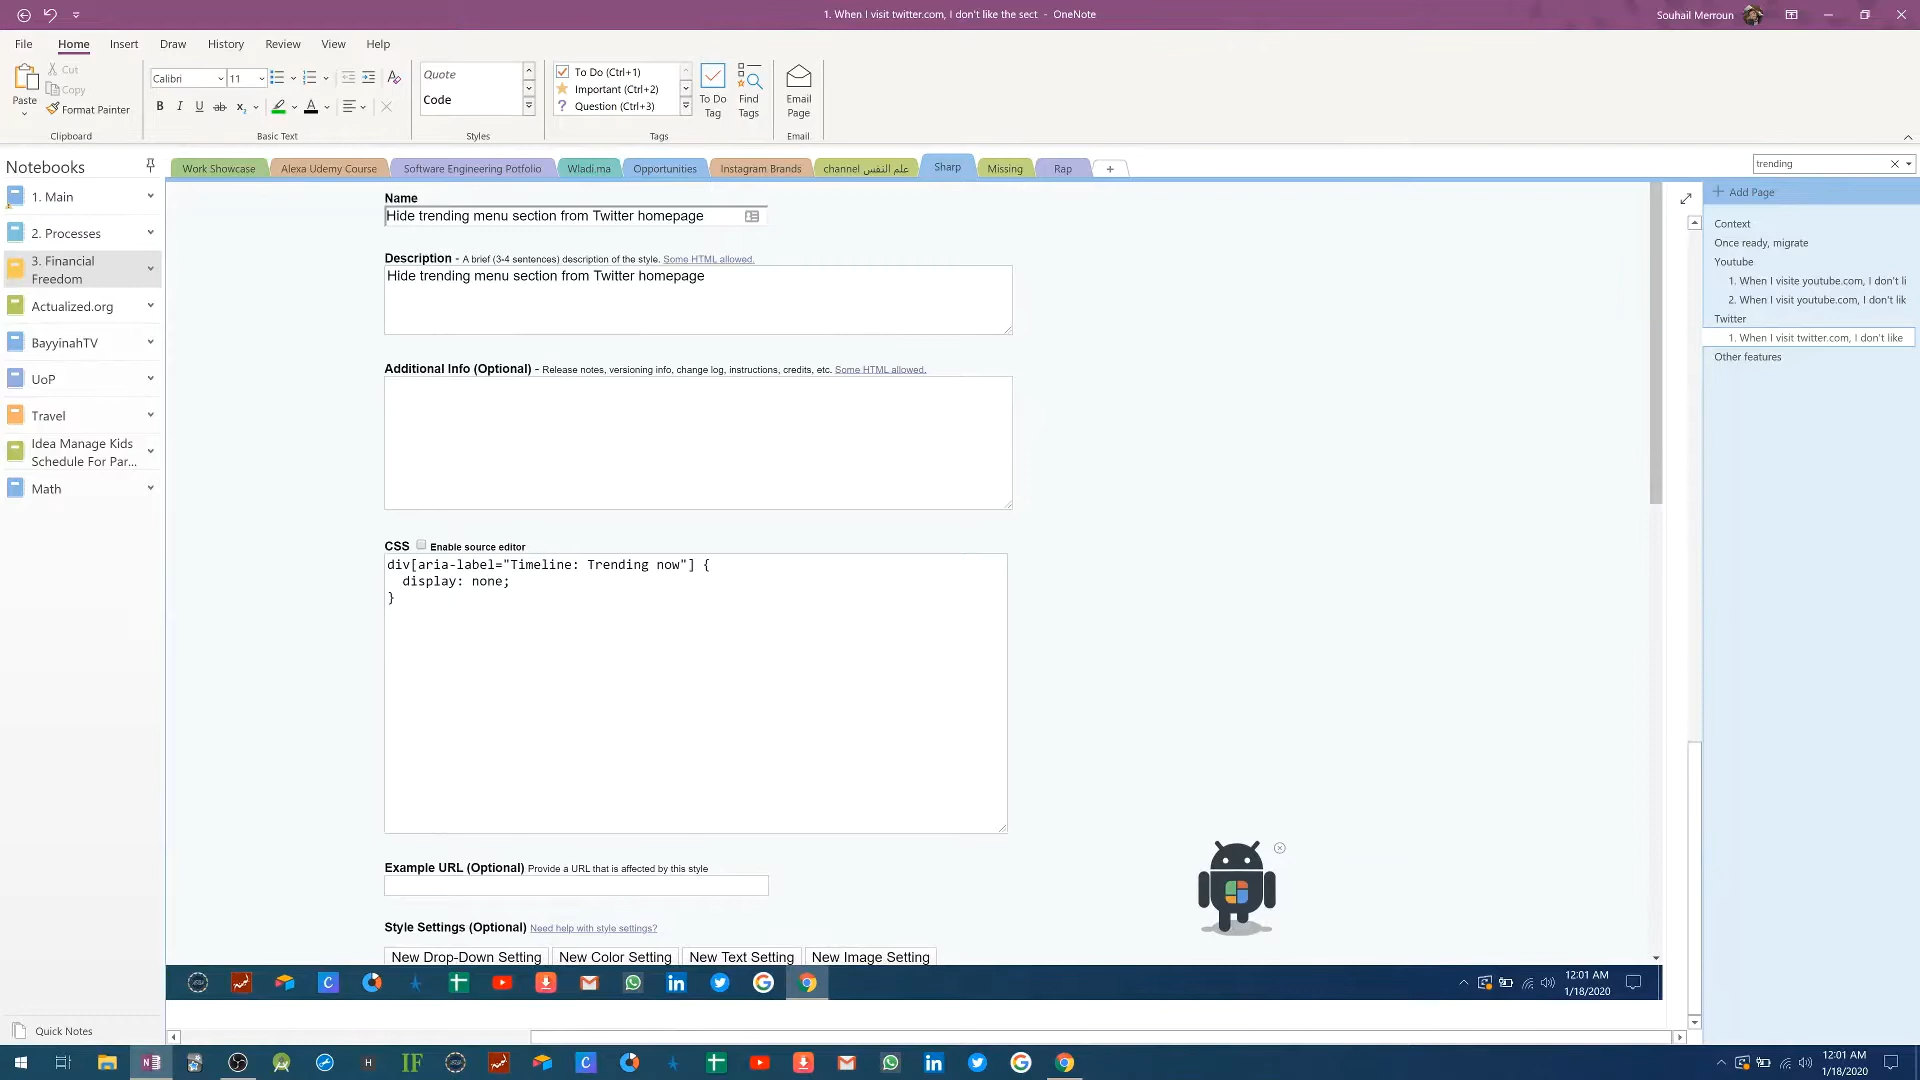 1. When I visit twitter.com, I don't like the sect - OneNote
Souhail Merroun
File Home Insert Draw History Review View Help
Paste
Cut
Copy
Format Painter
Clipboard
Calibri 11
B I U ab
Basic Text
Quote
Code
Styles
To Do (Ctrl+1)
Important (Ctrl+2)
Question (Ctrl+3)
To Do Tag
Find Tags
Tags
Email Page
Email
Notebooks
1. Main
2. Processes
3. Financial
Freedom
Actualized.org
BayyinahTV
UoP
Travel
Idea Manage Kids
Schedule For Par...
Math
Quick Notes
Work Showcase Alexa Udemy Course Software Engineering Potfolio Wladi.ma Opportunities Instagram Brands channel علم النفس Sharp Missing Rap
trending
Add Page
Context
Once ready, migrate
Youtube
1. When I visite youtube.com, I don't li
2. When I visit youtube.com, I don't lik
Twitter
1. When I visit twitter.com, I don't like
Other features
Name
Hide trending menu section from Twitter homepage
Description - A brief (3-4 sentences) description of the style. Some HTML allowed.
Hide trending menu section from Twitter homepage
Additional Info (Optional) - Release notes, versioning info, change log, instructions, credits, etc. Some HTML allowed.
CSS Enable source editor
div[aria-label="Timeline: Trending now"] {
display: none;
}
Example URL (Optional) Provide a URL that is affected by this style
Style Settings (Optional) Need help with style settings?
New Drop-Down Setting New Color Setting New Text Setting New Image Setting
12:01 AM
1/18/2020
12:01 AM
1/18/2020